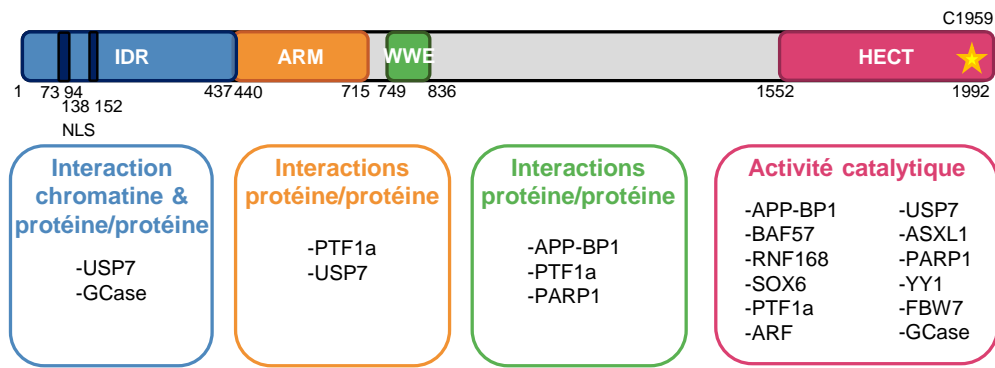 C1959
IDR ARM WWE HECT
1 73 94 437 440 715 749 836 1552 1992
138 152
NLS
Interaction
chromatine &
protéine/protéine
-USP7
-GCase
Interactions
protéine/protéine
-PTF1a
-USP7
Interactions
protéine/protéine
-APP-BP1
-PTF1a
-PARP1
Activité catalytique
-APP-BP1
-BAF57
-RNF168
-SOX6
-PTF1a
-ARF
-USP7
-ASXL1
-PARP1
-YY1
-FBW7
-GCase